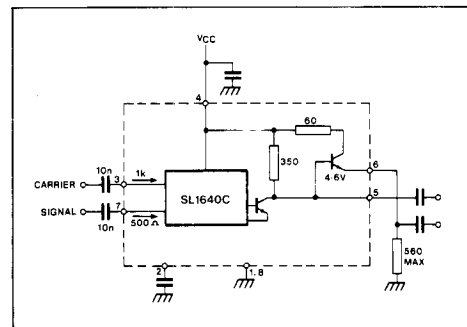 VCC
4
60
350
4·6V
6
5
10n
CARRIER
3
1k
SL1640C
SIGNAL
7
500Ω
10n
2
1, 8
560
MAX